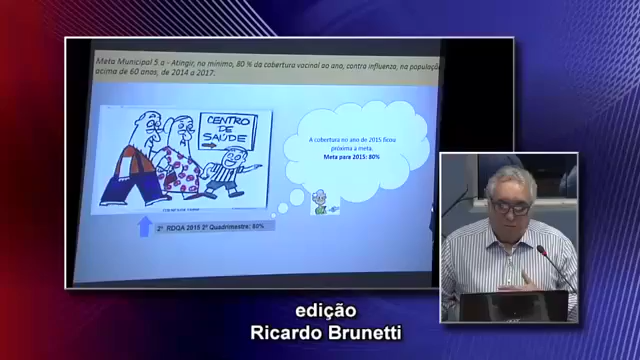 Meta Municipal 5.a - Atingir, no mínimo, 80 % da cobertura vacinal ao ano, contra influenza, na populaçã
acima de 60 anos, de 2014 a 2017.
CENTRO
DE
SAÚDE
A cobertura no ano de 2015 ficou
próxima a meta.
Meta para 2015: 80%
2º RDQA 2015 2º Quadrimestre: 80%
edição
Ricardo Brunetti